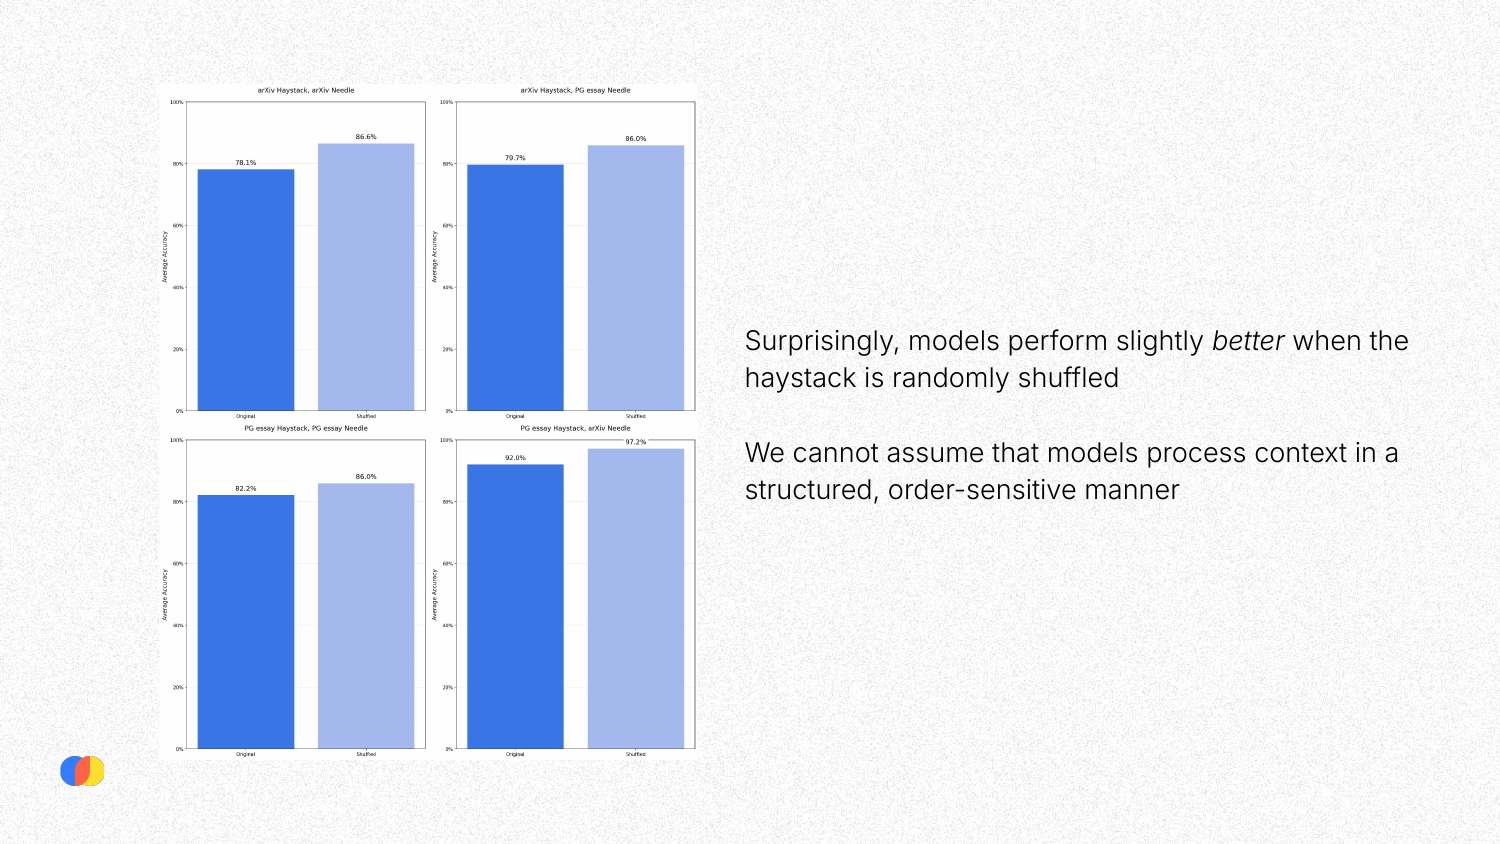 arXiv Haystack, arXiv Needle
100%
80%
60%
40%
20%
0%
Average Accuracy
78.1%
86.6%
Original
Shuffled
arXiv Haystack, PG essay Needle
100%
80%
60%
40%
20%
0%
Average Accuracy
79.7%
86.0%
Original
Shuffled
PG essay Haystack, PG essay Needle
100%
80%
60%
40%
20%
0%
Average Accuracy
82.2%
86.0%
Original
Shuffled
PG essay Haystack, arXiv Needle
100%
80%
60%
40%
20%
0%
Average Accuracy
92.0%
97.2%
Original
Shuffled
Surprisingly, models perform slightly better when the
haystack is randomly shuffled
We cannot assume that models process context in a
structured, order-sensitive manner